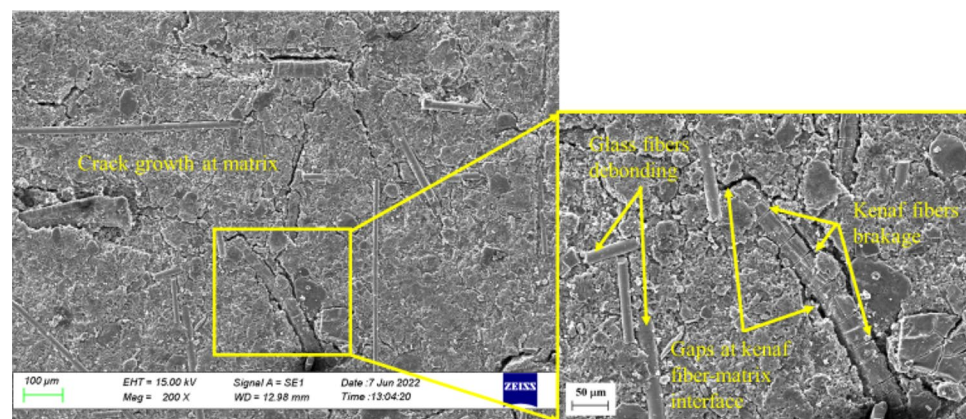 Crack growth at matrix
100 µm
EHT = 15.00 kV
Signal A = SE1
Date :7 Jun 2022
Mag = 200 X
WD = 12.98 mm
Time :13:04:20
ZEISS
Glass fibers
debonding
Kenaf fibers
brakage
Gaps at kenaf
fiber-matrix
interface
50 µm